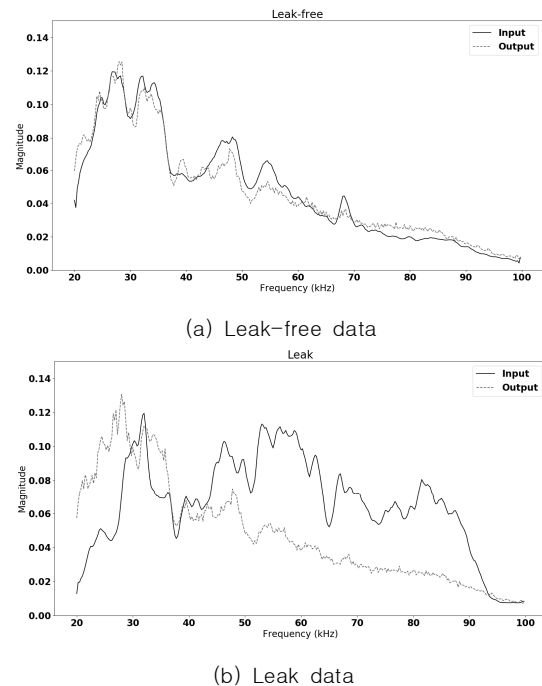 Leak-free
0.14
0.12
0.10
0.08
0.06
0.04
0.02
0.00
Magnitude
Input
Output
20 30 40 50 60 70 80 90 100
Frequency (kHz)
(a) Leak-free data
Leak
0.14
0.12
0.10
0.08
0.06
0.04
0.02
0.00
Magnitude
Input
Output
20 30 40 50 60 70 80 90 100
Frequency (kHz)
(b) Leak data